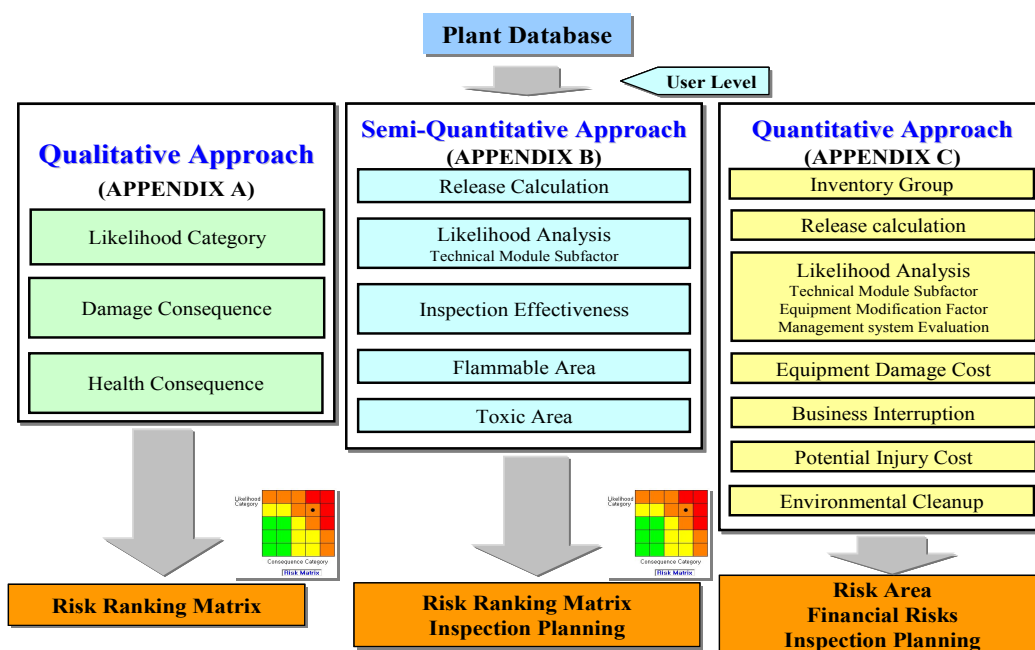 Plant Database
User Level
Qualitative Approach
(APPENDIX A)
Likelihood Category
Damage Consequence
Health Consequence
Likelihood
Category
Consequence Category
Risk Matrix
Risk Ranking Matrix
Semi-Quantitative Approach
(APPENDIX B)
Release Calculation
Likelihood Analysis
Technical Module Subfactor
Inspection Effectiveness
Flammable Area
Toxic Area
Likelihood
Category
Consequence Category
Risk Matrix
Risk Ranking Matrix
Inspection Planning
Quantitative Approach
(APPENDIX C)
Inventory Group
Release calculation
Likelihood Analysis
Technical Module Subfactor
Equipment Modification Factor
Management system Evaluation
Equipment Damage Cost
Business Interruption
Potential Injury Cost
Environmental Cleanup
Risk Area
Financial Risks
Inspection Planning